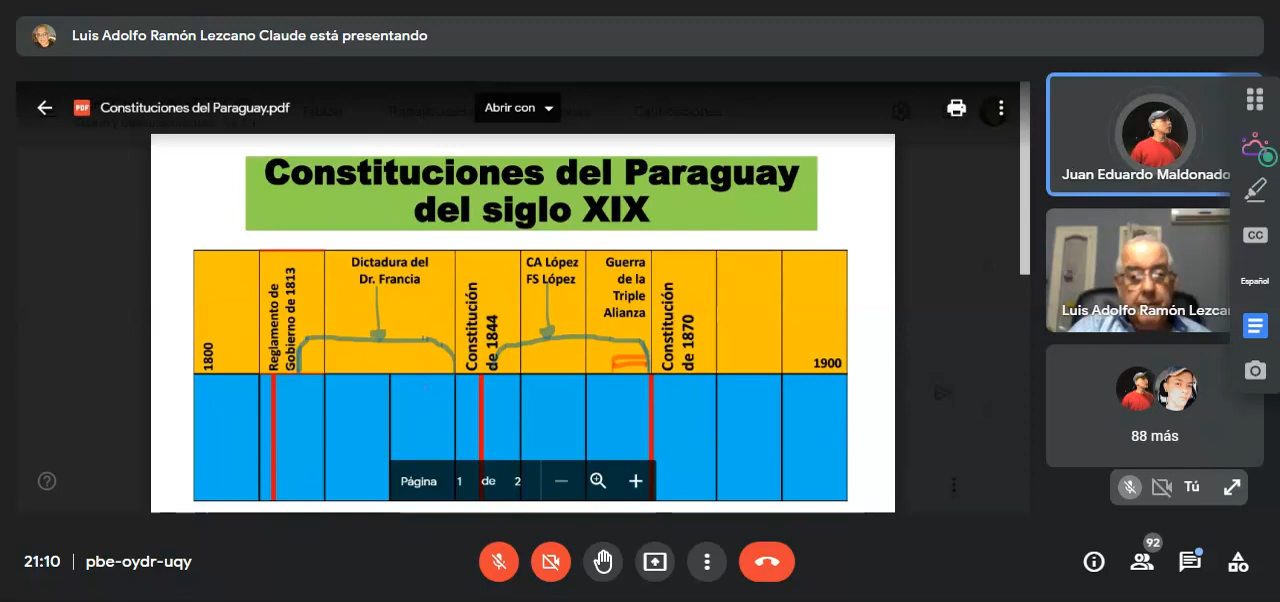 Luis Adolfo Ramón Lezcano Claude está presentando
PDF
Constituciones del Paraguay.pdf
Abrir con
Constituciones del Paraguay
del siglo XIX
1800
Reglamento de
Gobierno de 1813
Dictadura del
Dr. Francia
Constitución
de 1844
CA López
FS López
Guerra
de la
Triple
Alianza
Constitución
de 1870
1900
Página 1 de 2
Juan Eduardo Maldonado
Luis Adolfo Ramón Lezca
88 más
Tú
CC
Español
21:10 | pbe-oydr-uqy
92